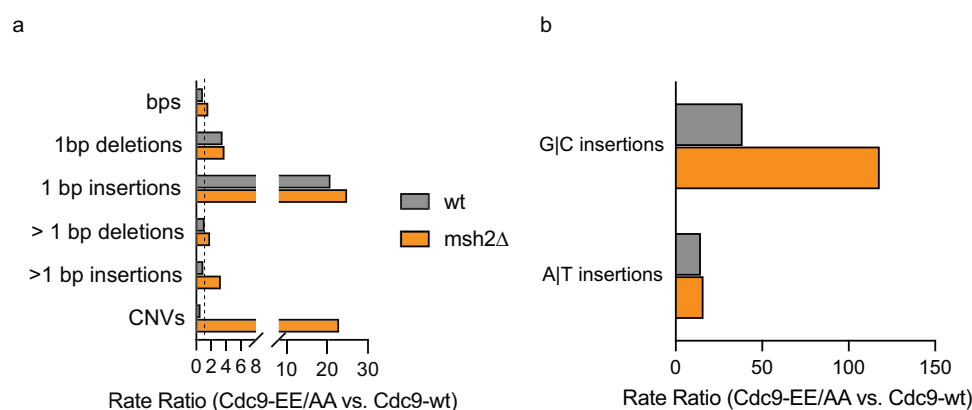 a
bps
1bp deletions
1 bp insertions
> 1 bp deletions
>1 bp insertions
CNVs
0 2 4 6 8 10 20 30
Rate Ratio (Cdc9-EE/AA vs. Cdc9-wt)
wt
msh2Δ
b
G|C insertions
A|T insertions
0 50 100 150
Rate Ratio (Cdc9-EE/AA vs. Cdc9-wt)